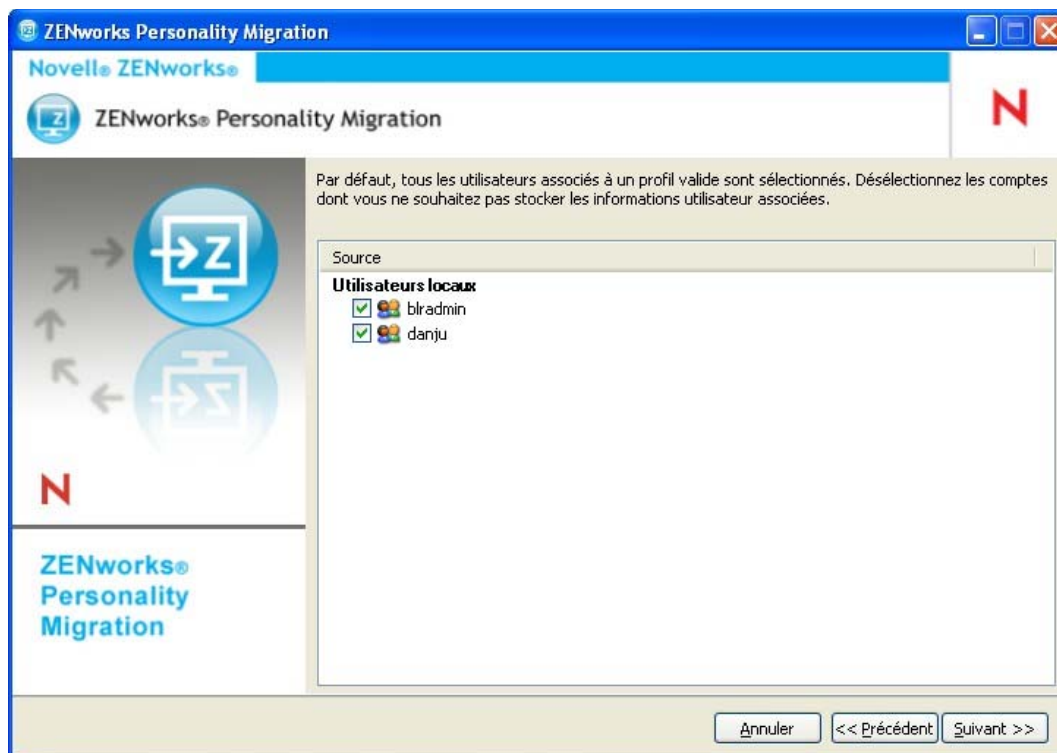 ZENworks Personality Migration
Novell® ZENworks®
ZENworks® Personality Migration
N
Par défaut, tous les utilisateurs associés à un profil valide sont sélectionnés. Désélectionnez les comptes
dont vous ne souhaitez pas stocker les informations utilisateur associées.
Source
Utilisateurs locaux
blradmin
danju
N
ZENworks®
Personality
Migration
Annuler
<< Précédent
Suivant >>